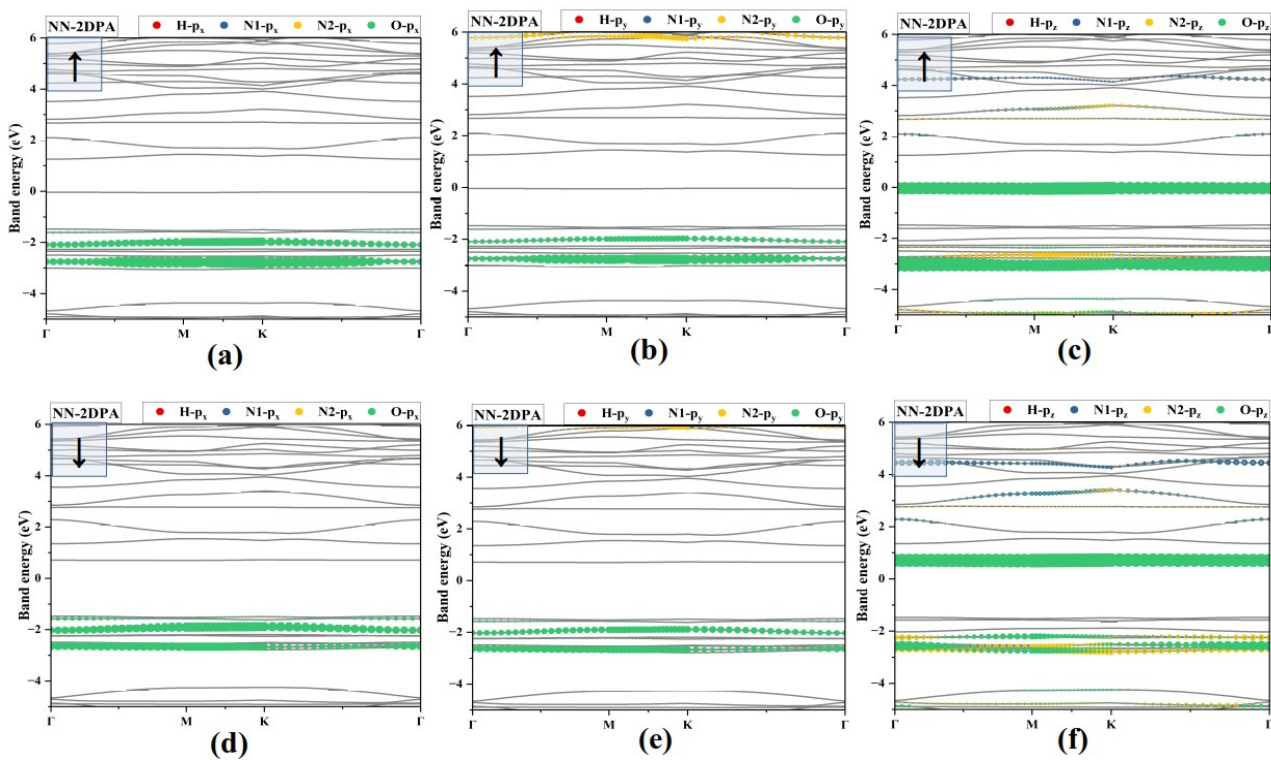 NN-2DPA H-px N1-px N2-px O-px
↑
Band energy (eV)
6
4
2
0
−2
−4
Γ M K Γ
(a)
NN-2DPA H-py N1-py N2-py O-py
↑
Band energy (eV)
6
4
2
0
−2
−4
Γ M K Γ
(b)
NN-2DPA H-pz N1-pz N2-pz O-pz
↑
Band energy (eV)
6
4
2
0
−2
−4
Γ M K Γ
(c)
NN-2DPA H-px N1-px N2-px O-px
↓
Band energy (eV)
6
4
2
0
−2
−4
Γ M K Γ
(d)
NN-2DPA H-py N1-py N2-py O-py
↓
Band energy (eV)
6
4
2
0
−2
−4
Γ M K Γ
(e)
NN-2DPA H-pz N1-pz N2-pz O-pz
↓
Band energy (eV)
6
4
2
0
−2
−4
Γ M K Γ
(f)